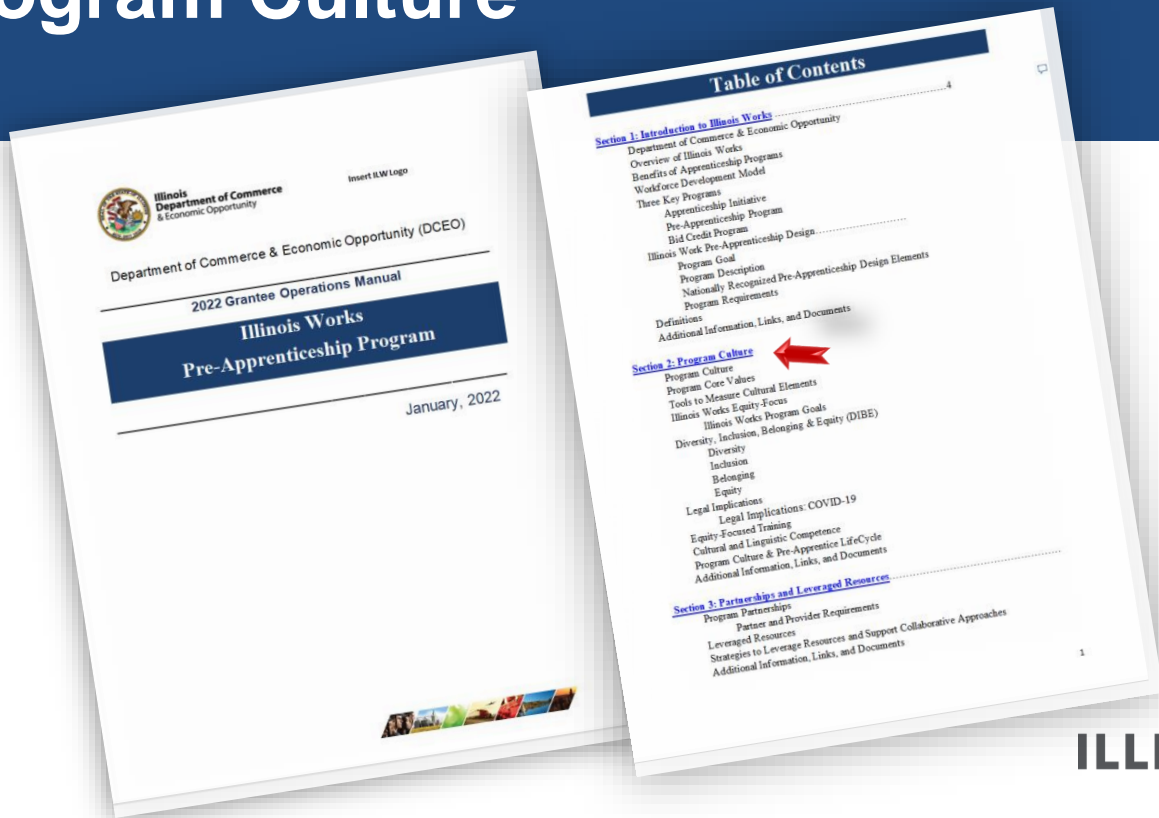 ogram Culture
Illinois
Department of Commerce
& Economic Opportunity
Insert ILW Logo
Department of Commerce & Economic Opportunity (DCEO)
2022 Grantee Operations Manual
Illinois Works
Pre-Apprenticeship Program
January, 2022
Table of Contents
Section 1: Introduction to Illinois Works ........................................4
Department of Commerce & Economic Opportunity
Overview of Illinois Works
Benefits of Apprenticeship Programs
Workforce Development Model
Three Key Programs
Apprenticeship Initiative
Pre-Apprenticeship Program
Bid Credit Program
Illinois Work Pre-Apprenticeship Design........................
Program Goal
Program Description
Nationally Recognized Pre-Apprenticeship Design Elements
Program Requirements
Definitions
Additional Information, Links, and Documents
Section 2: Program Culture
Program Culture
Program Core Values
Tools to Measure Cultural Elements
Illinois Works Equity-Focus
Illinois Works Program Goals
Diversity, Inclusion, Belonging & Equity (DIBE)
Diversity
Inclusion
Belonging
Equity
Legal Implications
Legal Implications: COVID-19
Equity-Focused Training
Cultural and Linguistic Competence
Program Culture & Pre-Apprentice LifeCycle
Additional Information, Links, and Documents
Section 3: Partnerships and Leveraged Resources........................................
Program Partnerships
Partner and Provider Requirements
Leveraged Resources
Strategies to Leverage Resources and Support Collaborative Approaches
Additional Information, Links, and Documents
1
ILLI